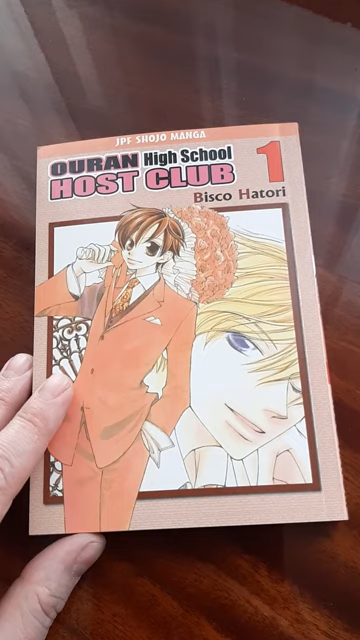 JPF SHOJO MANGA
OURAN High School
HOST CLUB
1
Bisco Hatori